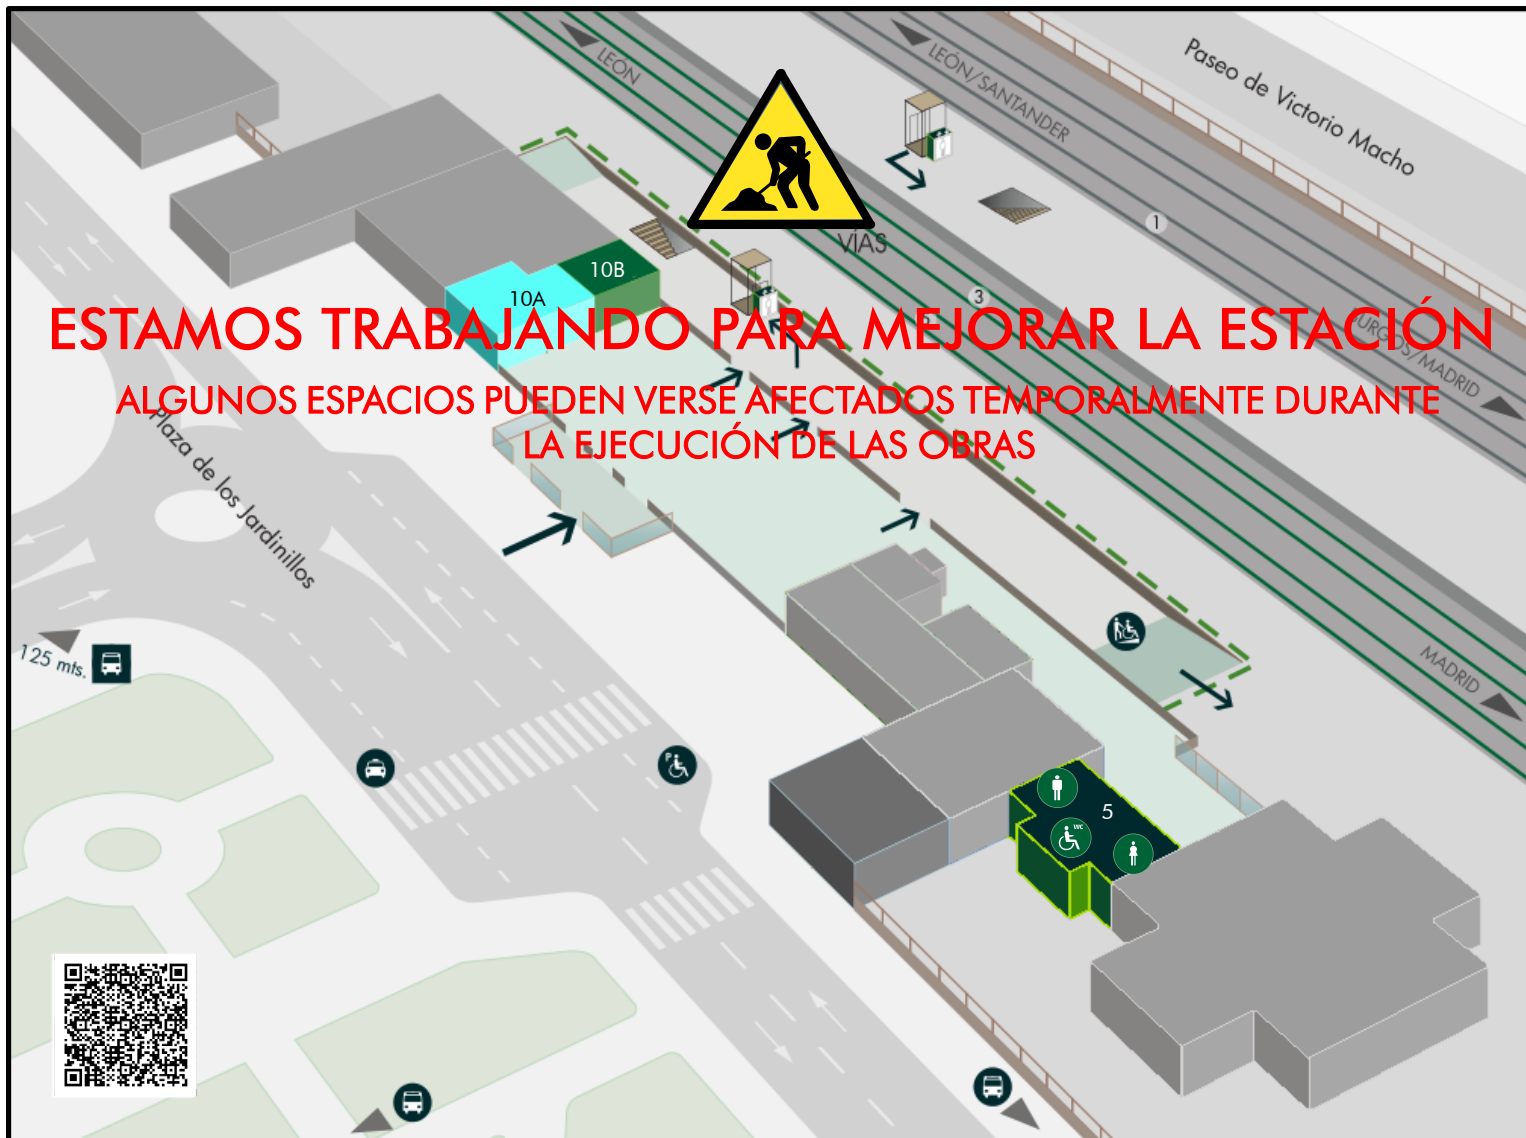 Paseo de Victorio Macho
LEÓN
LEÓN/SANTANDER
1
VÍAS
10B
10A
3
ESTAMOS TRABAJANDO PARA MEJORAR LA ESTACIÓN
ALGUNOS ESPACIOS PUEDEN VERSE AFECTADOS TEMPORALMENTE DURANTE
LA EJECUCIÓN DE LAS OBRAS
Plaza de los Jardinillos
125 mts.
MADRID
P
5
WC